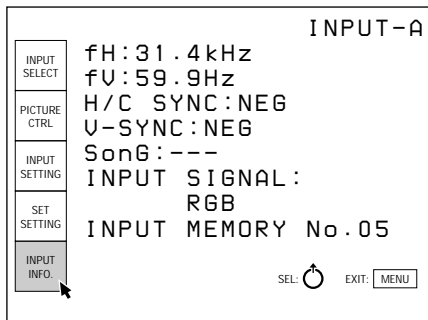 INPUT-A
INPUT
SELECT
PICTURE
CTRL
INPUT
SETTING
SET
SETTING
INPUT
INFO.
fH:31.4kHz
fV:59.9Hz
H/C SYNC:NEG
V-SYNC:NEG
SonG:---
INPUT SIGNAL:
RGB
INPUT MEMORY No.05
SEL: EXIT: MENU